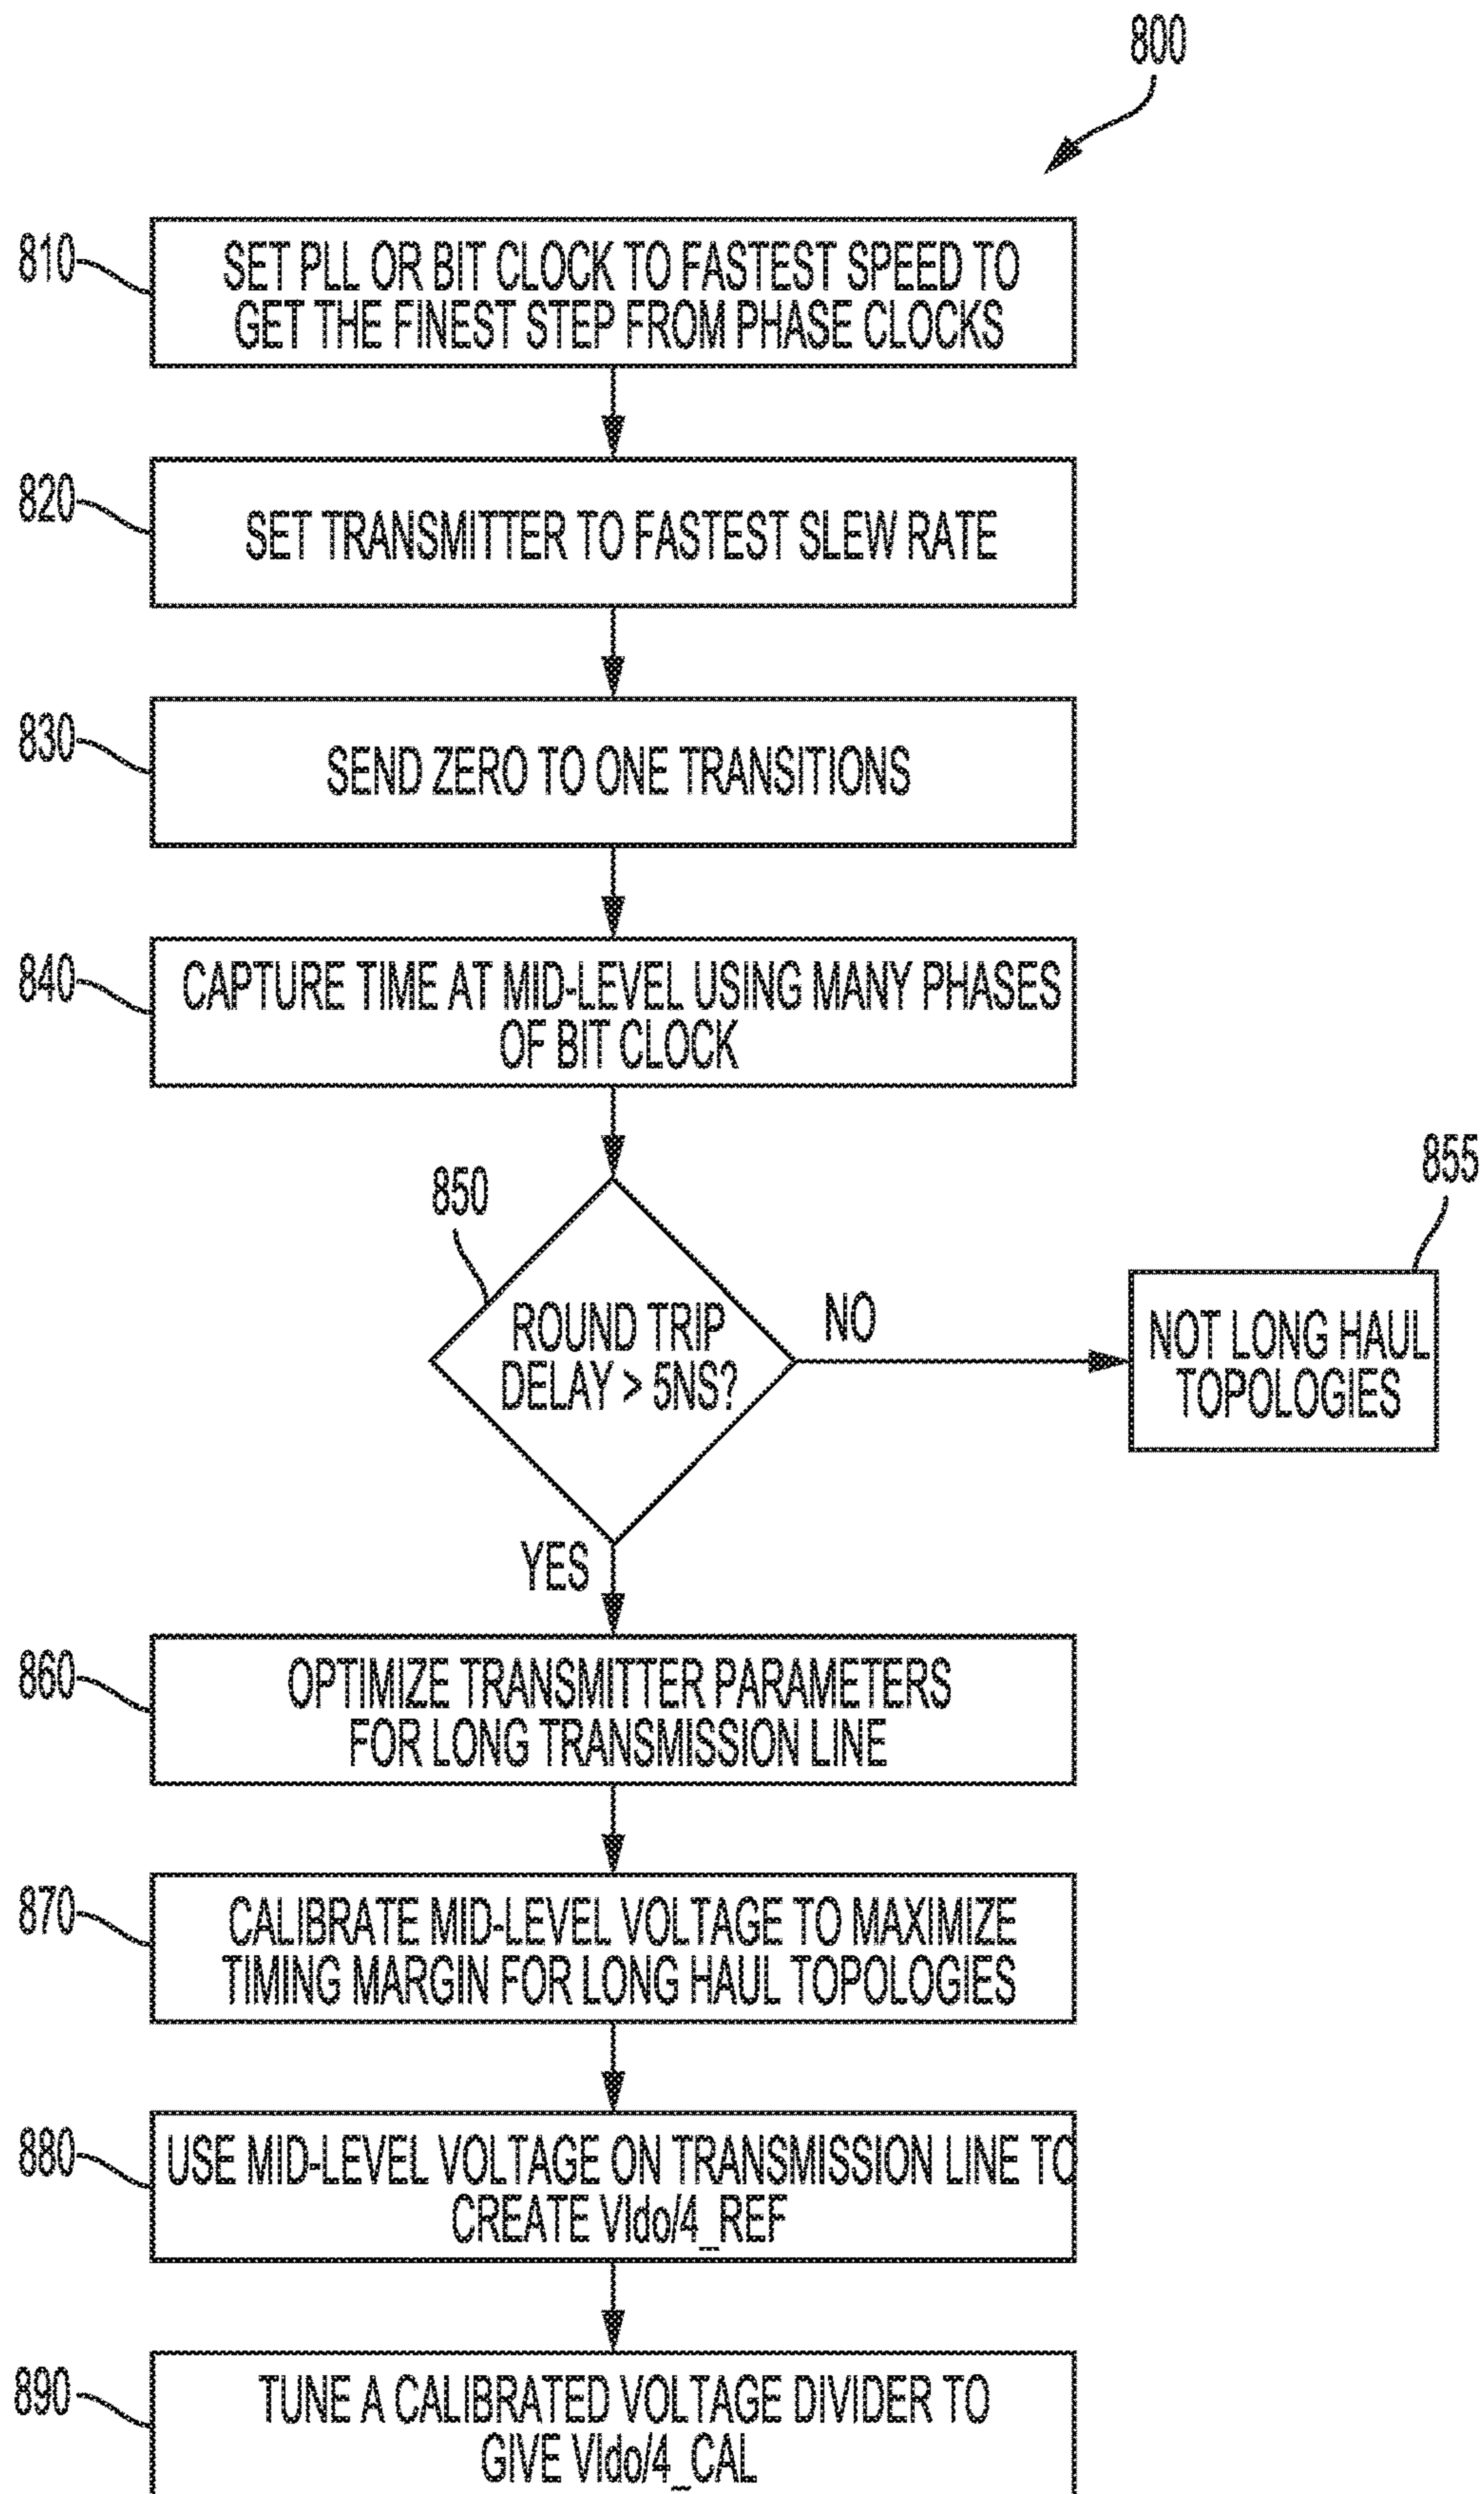 800
810
SET PLL OR BIT CLOCK TO FASTEST SPEED TO
GET THE FINEST STEP FROM PHASE CLOCKS
820
SET TRANSMITTER TO FASTEST SLEW RATE
830
SEND ZERO TO ONE TRANSITIONS
840
CAPTURE TIME AT MID-LEVEL USING MANY PHASES
OF BIT CLOCK
850
ROUND TRIP
DELAY > 5NS?
NO
855
NOT LONG HAUL
TOPOLOGIES
YES
860
OPTIMIZE TRANSMITTER PARAMETERS
FOR LONG TRANSMISSION LINE
870
CALIBRATE MID-LEVEL VOLTAGE TO MAXIMIZE
TIMING MARGIN FOR LONG HAUL TOPOLOGIES
880
USE MID-LEVEL VOLTAGE ON TRANSMISSION LINE TO
CREATE Vldo/4_REF
890
TUNE A CALIBRATED VOLTAGE DIVIDER TO
GIVE Vldo/4_CAL